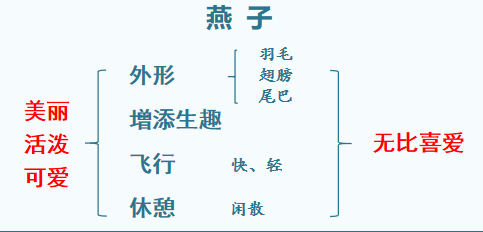 燕 子
外形
羽毛
翅膀
尾巴
增添生趣
飞行 快、轻
休憩 闲散
美丽
活泼
可爱
无比喜爱